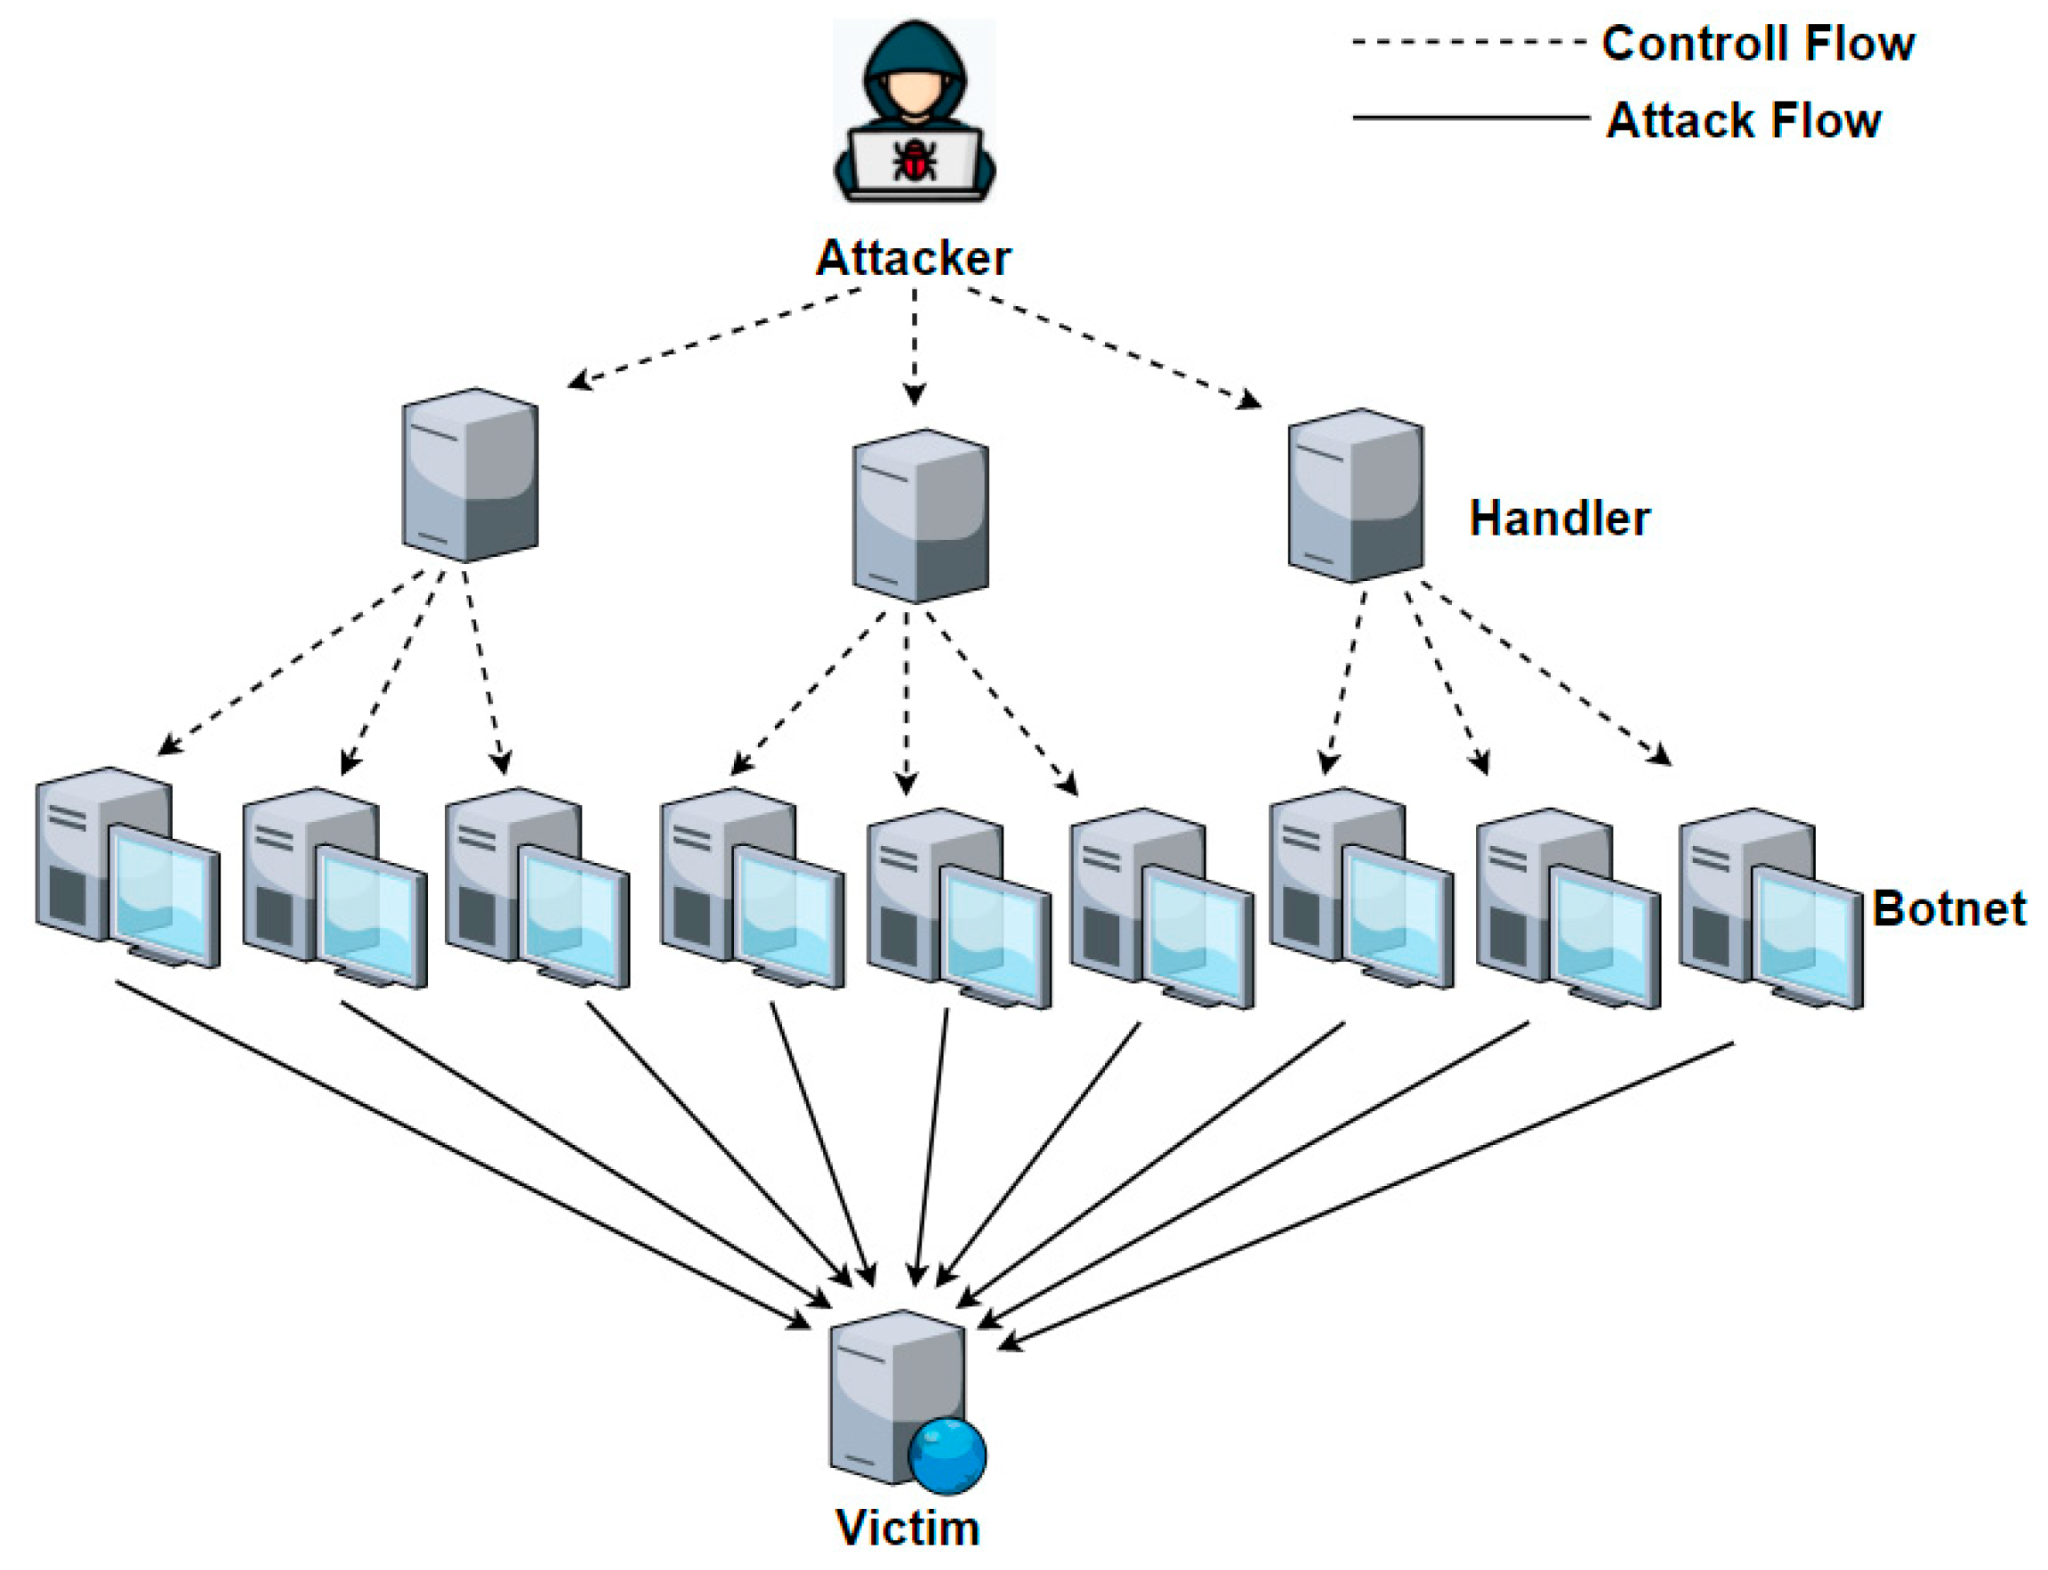 Controll Flow
Attack Flow
Attacker
Handler
Botnet
Victim